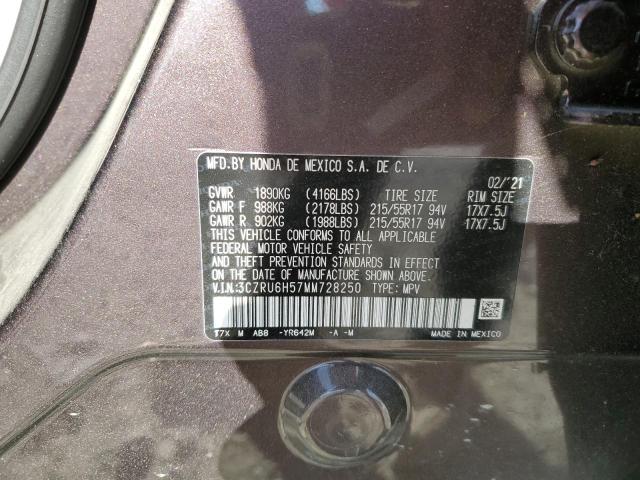 MFD.BY HONDA DE MEXICO S.A. DE C.V.
02/'21
GVWR 1890KG (4166LBS) TIRE SIZE RIM SIZE
GAWR F 988KG (2178LBS) 215/55R17 94V 17X7.5J
GAWR R 902KG (1988LBS) 215/55R17 94V 17X7.5J
THIS VEHICLE CONFORMS TO ALL APPLICABLE
FEDERAL MOTOR VEHICLE SAFETY
AND THEFT PREVENTION STANDARDS IN EFFECT ON
THE DATE OF MANUFACTURE SHOWN ABOVE.
V.I.N:3CZRU6H57MM728250 TYPE: MPV
T7X M AB8 -YR642M -A -M MADE IN MEXICO